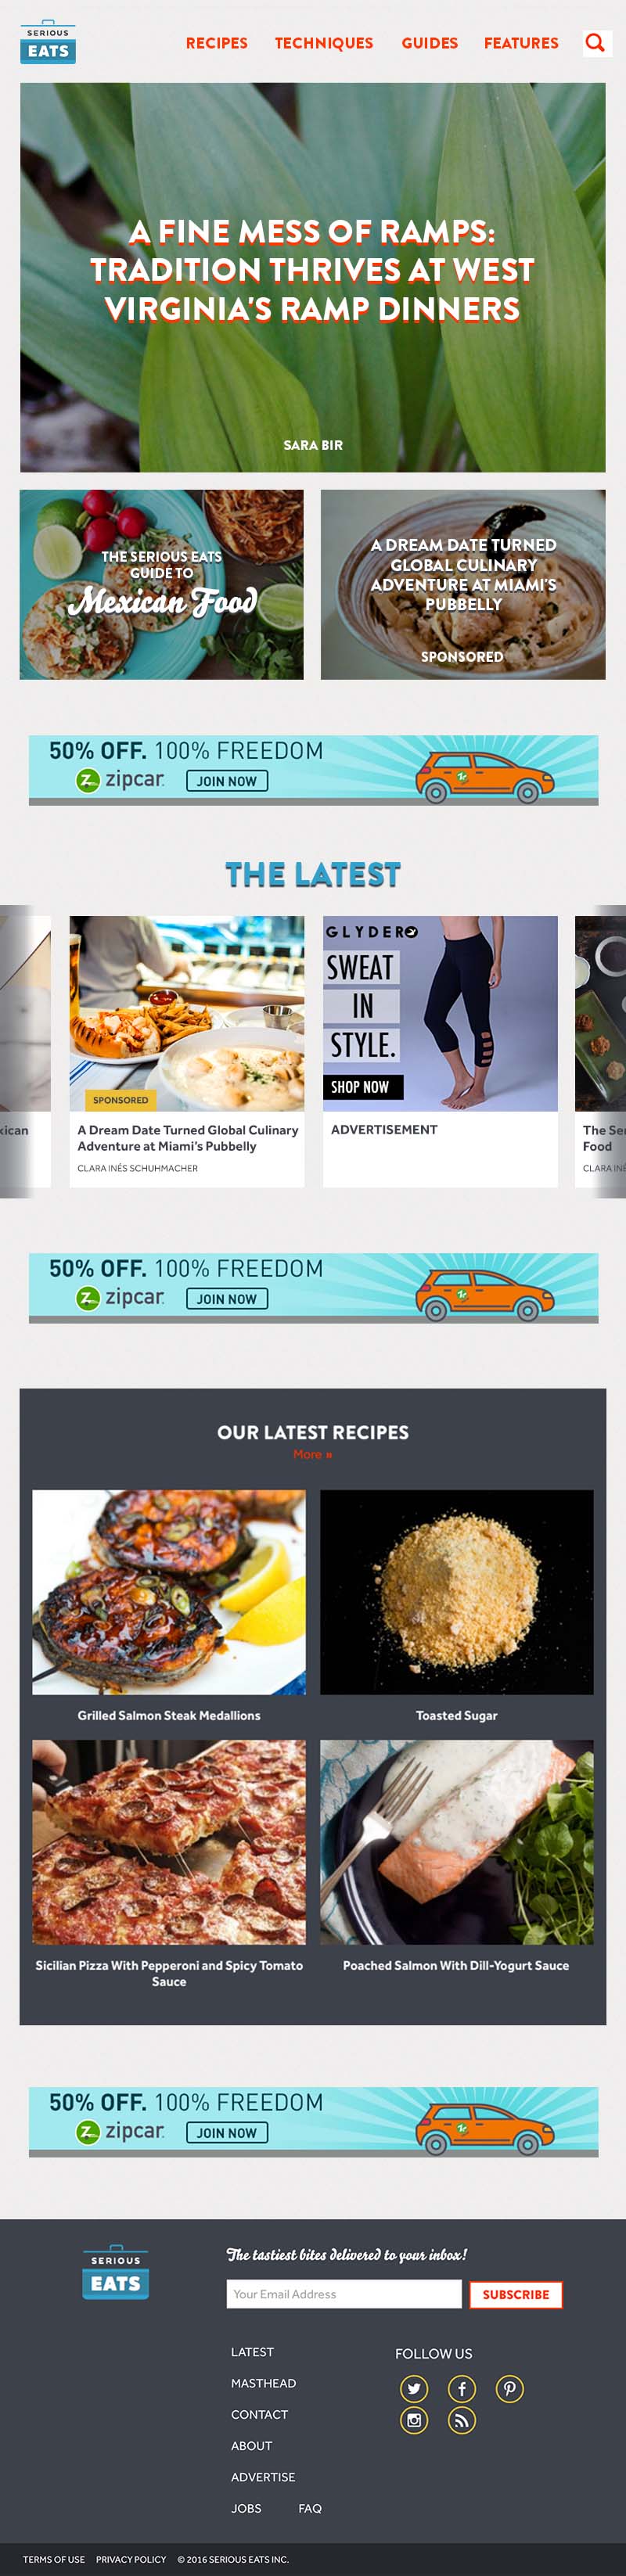 SERIOUS
EATS
RECIPES TECHNIQUES GUIDES FEATURES
A FINE MESS OF RAMPS:
TRADITION THRIVES AT WEST
VIRGINIA'S RAMP DINNERS
SARA BIR
THE SERIOUS EATS
GUIDE TO
Mexican Food
A DREAM DATE TURNED
GLOBAL CULINARY
ADVENTURE AT MIAMI'S
PUBBELLY
SPONSORED
50% OFF. 100% FREEDOM
zipcar. JOIN NOW
THE LATEST
SPONSORED
A Dream Date Turned Global Culinary
Adventure at Miami's Pubbelly
CLARA INÉS SCHUHMACHER
GLYDER
SWEAT
IN
STYLE.
SHOP NOW
ADVERTISEMENT
The Se
Food
CLARA IN
50% OFF. 100% FREEDOM
zipcar. JOIN NOW
OUR LATEST RECIPES
More »
Grilled Salmon Steak Medallions
Toasted Sugar
Sicilian Pizza With Pepperoni and Spicy Tomato
Sauce
Poached Salmon With Dill-Yogurt Sauce
50% OFF. 100% FREEDOM
zipcar. JOIN NOW
SERIOUS
EATS
The tastiest bites delivered to your inbox!
Your Email Address SUBSCRIBE
LATEST
MASTHEAD
CONTACT
ABOUT
ADVERTISE
JOBS FAQ
FOLLOW US
TERMS OF USE PRIVACY POLICY © 2016 SERIOUS EATS INC.